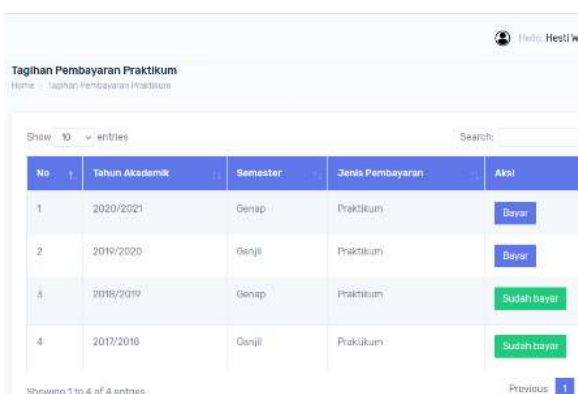 Hello, Hesti W
Tagihan Pembayaran Praktikum
Home Tagihan Pembayaran Praktikum
Show 10 entries Search:
No Tahun Akademik Semester Jenis Pembayaran Aksi
1 2020/2021 Genap Praktikum Bayar
2 2019/2020 Ganjil Praktikum Bayar
3 2018/2019 Genap Praktikum Sudah bayar
4 2017/2018 Ganjil Praktikum Sudah bayar
Showing 1 to 4 of 4 entries Previous 1